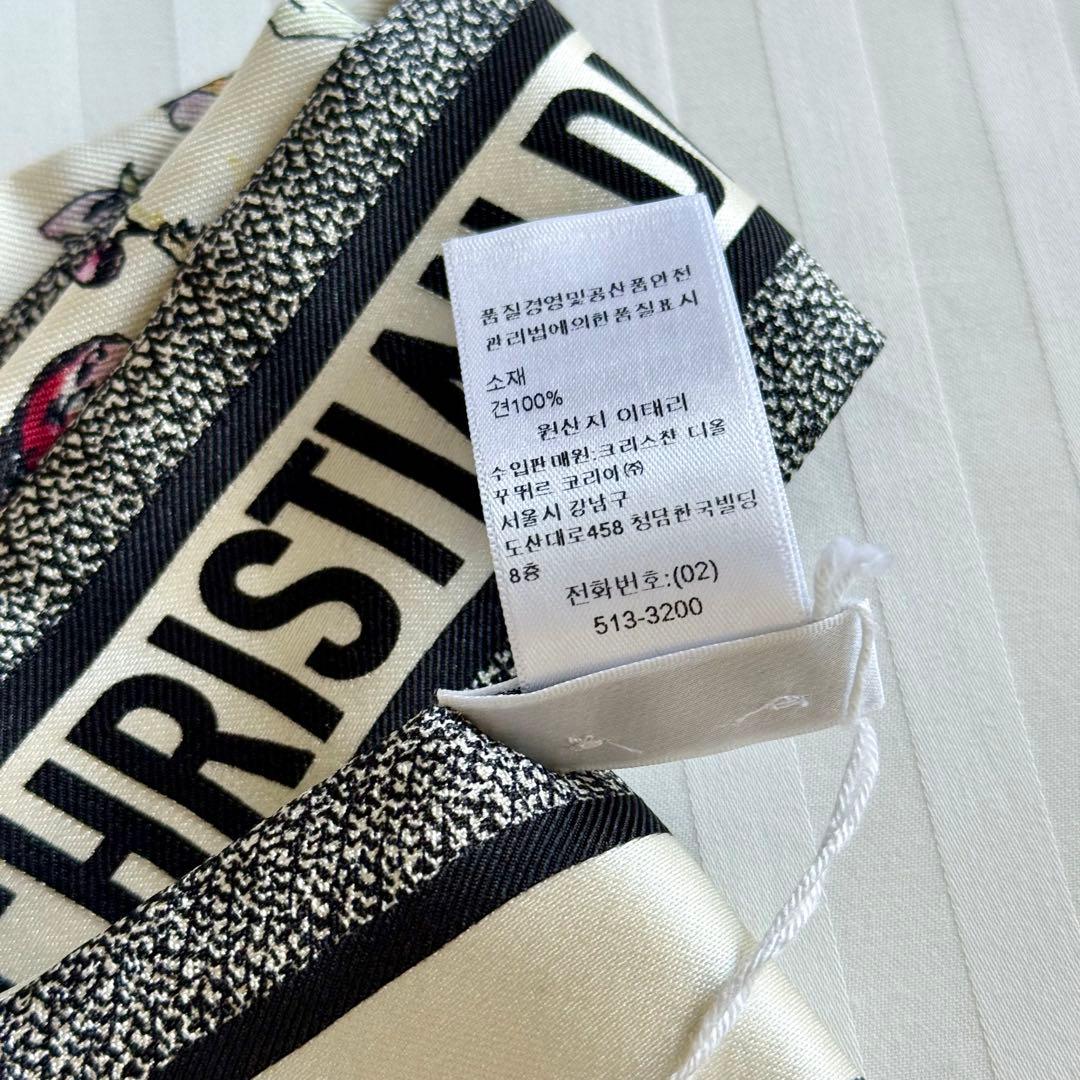 CHRISTIAN D
품질경영및공산품안전
관리법에의한품질표시
소재
견100%
원산지 이태리
수입판매원:크리스찬 디올
꾸뛰르 코리아㈜
서울시 강남구
도산대로458 청담한국빌딩
8층
전화번호:(02)
513-3200